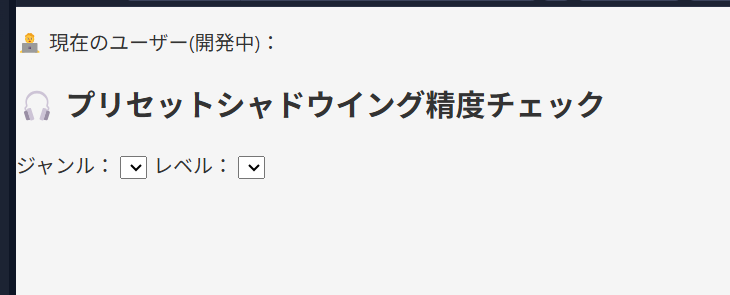 🧑‍💻 現在のユーザー(開発中)：
🎧 プリセットシャドウイング精度チェック
ジャンル： レベル：